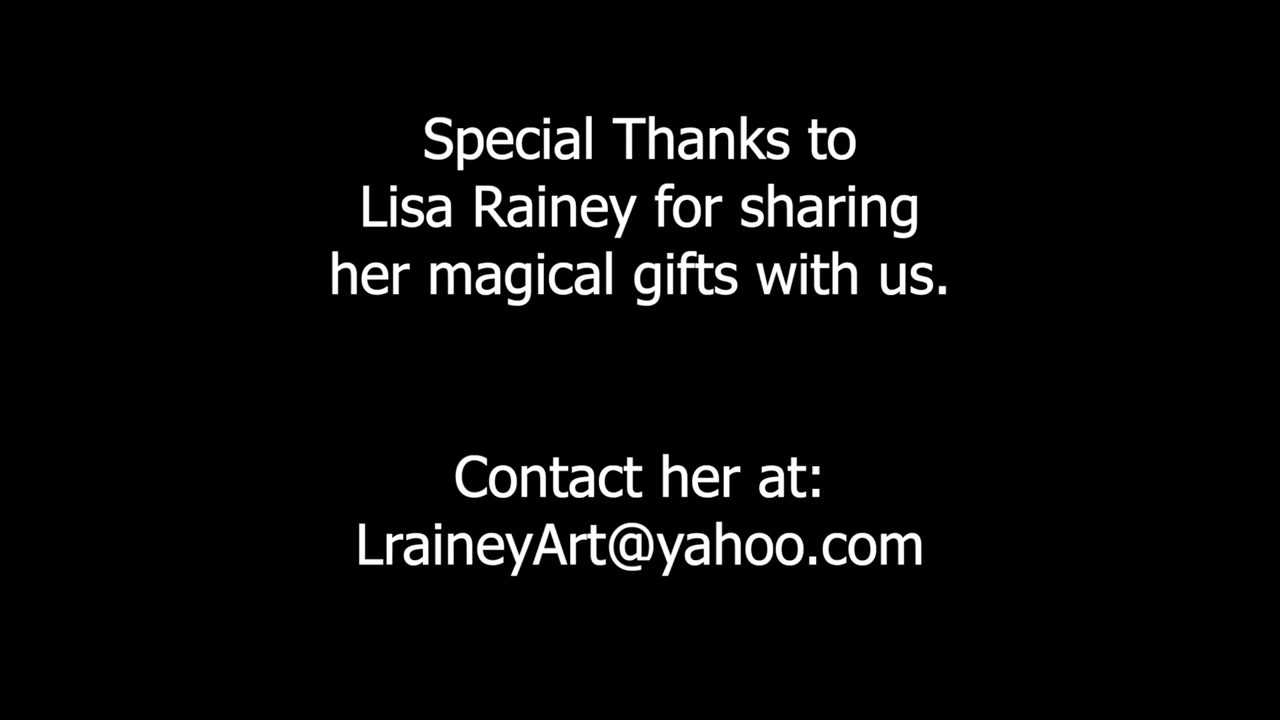 Special Thanks to
Lisa Rainey for sharing
her magical gifts with us.
Contact her at:
LraineyArt@yahoo.com